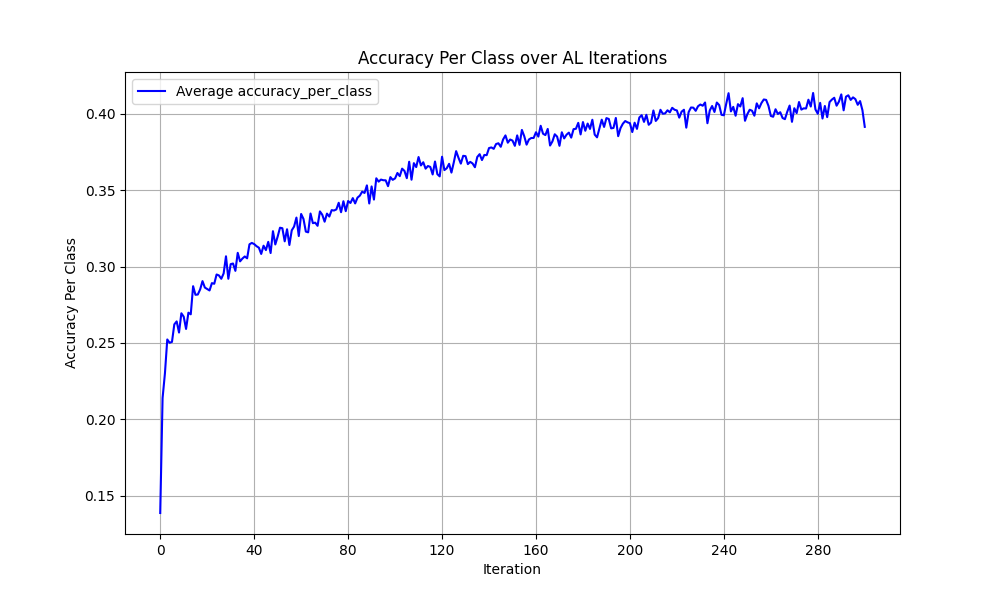 Accuracy Per Class over AL Iterations
Average accuracy_per_class
Accuracy Per Class
0.40
0.35
0.30
0.25
0.20
0.15
0 40 80 120 160 200 240 280
Iteration